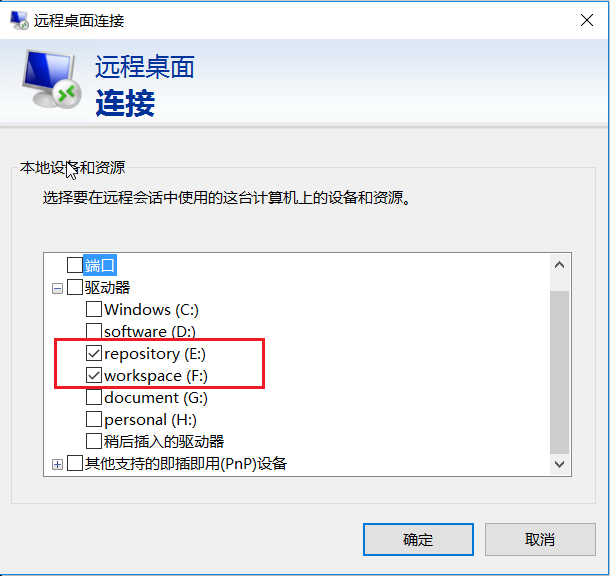 远程桌面连接
远程桌面
连接
本地设备和资源
选择要在远程会话中使用的这台计算机上的设备和资源。
端口
驱动器
Windows (C:)
software (D:)
repository (E:)
workspace (F:)
document (G:)
personal (H:)
稍后插入的驱动器
其他支持的即插即用(PnP)设备
确定 取消